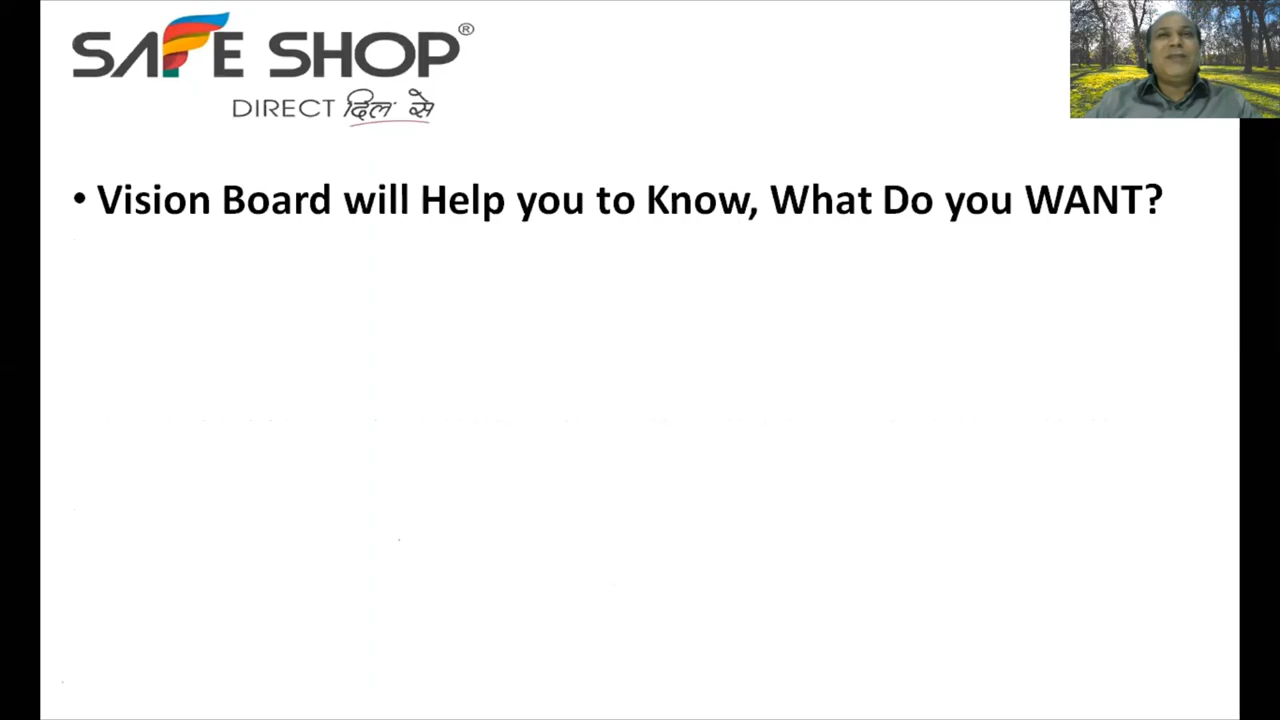 SAFE SHOP®
DIRECT दिल से
• Vision Board will Help you to Know, What Do you WANT?